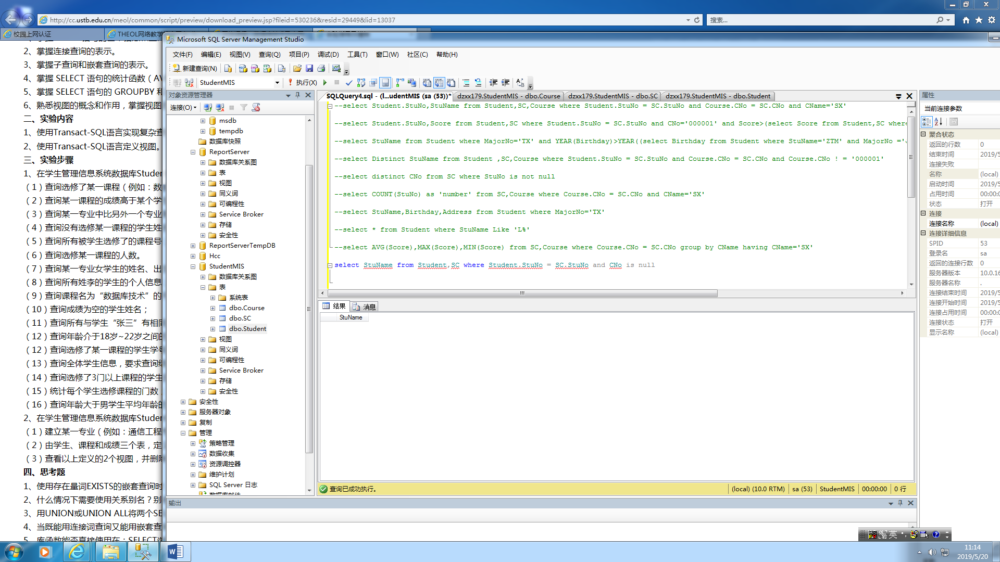 http://cc.ustb.edu.cn/meol/common/script/preview/download_preview.jsp?fileid=530236&resid=29449&lid=13037
搜索...
校园上网认证
THEOL网络教学
Microsoft SQL Server Management Studio
文件(F) 编辑(E) 视图(V) 查询(Q) 项目(P) 调试(D) 工具(T) 窗口(W) 社区(C) 帮助(H)
新建查询(N)
StudentMIS
执行(X)
2、掌握连接查询的表示。
3、掌握子查询和嵌套查询的表示。
4、掌握 SELECT 语句的统计函数（AV
5、掌握 SELECT 语句的 GROUPBY 和
6、熟悉视图的概念和作用，掌握视图
二、实验内容
1、使用Transact-SQL语言实现复杂查
2、使用Transact-SQL语言定义视图。
三、实验步骤
1、在学生管理信息系统数据库Studen
（1）查询选修了某一课程（例如：数
（2）查询某一课程的成绩高于某个学
（3）查询某一专业中比另外一个专业
（4）查询没有选修某一课程的学生姓
（5）查询所有被学生选修了的课程号
（6）查询选修某一课程的人数。
（7）查询某一专业女学生的姓名、出
（8）查询所有姓李的学生的个人信息
（9）查询课程名为“数据库技术”的
（10）查询成绩为空的学生姓名；
（11）查询所有与学生“张三”有相同
（12）查询年龄介于18岁~22岁之间的
（12）查询选修了某一课程的学生学号
（13）查询全体学生信息，要求查询结
（14）查询选修了3门以上课程的学生
（15）统计每个学生选修课程的门数
（16）查询年龄大于男学生平均年龄的
2、在学生管理信息系统数据库Studen
（1）建立某一专业（例如：通信工程
（2）由学生、课程和成绩三个表，定
（3）查看以上定义的2个视图，并删除
四、思考题
1、使用存在量词EXISTS的嵌套查询时
2、什么情况下需要使用关系别名？别
3、用UNION或UNION ALL将两个SE
4、当既能用连接词查询又能用嵌套查
5、库函数能否直接使用在：SELECT选
对象资源管理器
连接(O)
msdb
tempdb
数据库快照
ReportServer
数据库关系图
表
视图
同义词
可编程性
Service Broker
存储
安全性
ReportServerTempDB
Hcc
StudentMIS
数据库关系图
表
系统表
dbo.Course
dbo.SC
dbo.Student
视图
同义词
可编程性
Service Broker
存储
安全性
安全性
服务器对象
复制
管理
策略管理
数据收集
资源调控器
维护计划
SQL Server 日志
数据库邮件
SQLQuery4.sql - (l...udentMIS (sa (53))*
dzxx179.StudentMIS - dbo.Course
dzxx179.StudentMIS - dbo.SC
dzxx179.StudentMIS - dbo.Student
--select Student.StuNo,StuName from Student,SC,Course where Student.StuNo = SC.StuNo and Course.CNo = SC.CNo and CName='SX'
--select Student.StuNo,Score from Student,SC where Student.StuNo = SC.StuNo and CNo='000001' and Score>(select Score from Student,SC wher
--select StuName from Student where MajorNo='TX' and YEAR(Birthday)>YEAR((select Birthday from Student where StuName='ZTM' and MajorNo ='
--select Distinct StuName from Student ,SC,Course where Student.StuNo = SC.StuNo and Course.CNo = SC.CNo and Course.CNo ! = '000001'
--select distinct CNo from SC where StuNo is not null
--select COUNT(StuNo) as 'number' from SC,Course where Course.CNo = SC.CNo and CName='SX'
--select StuName,Birthday,Address from Student where MajorNo='TX'
--select * from Student where StuName Like 'L%'
--select AVG(Score),MAX(Score),MIN(Score) from SC,Course where Course.CNo = SC.CNo group by CName having CName='SX'
select StuName from Student,SC where Student.StuNo = SC.StuNo and CNo is null
结果 消息
StuName
查询已成功执行。
(local) (10.0 RTM) sa (53) StudentMIS 00:00:00 0 行
输出
属性
当前连接参数
聚合状态
返回的行数 0
结束时间 2019/5
连接失败
名称 (local)
启动时间 2019/5
占用时间 00:00:0
状态 打开
连接
连接名称 (local)
连接详细信息
SPID 53
登录名 sa
返回的连接行数 0
服务器版本 10.0.16
服务器名称 .
连接结束时间 2019/5
连接开始时间 2019/5
连接占用时间 00:00:0
连接状态 打开
显示名称 (local)
英
11:14
2019/5/20